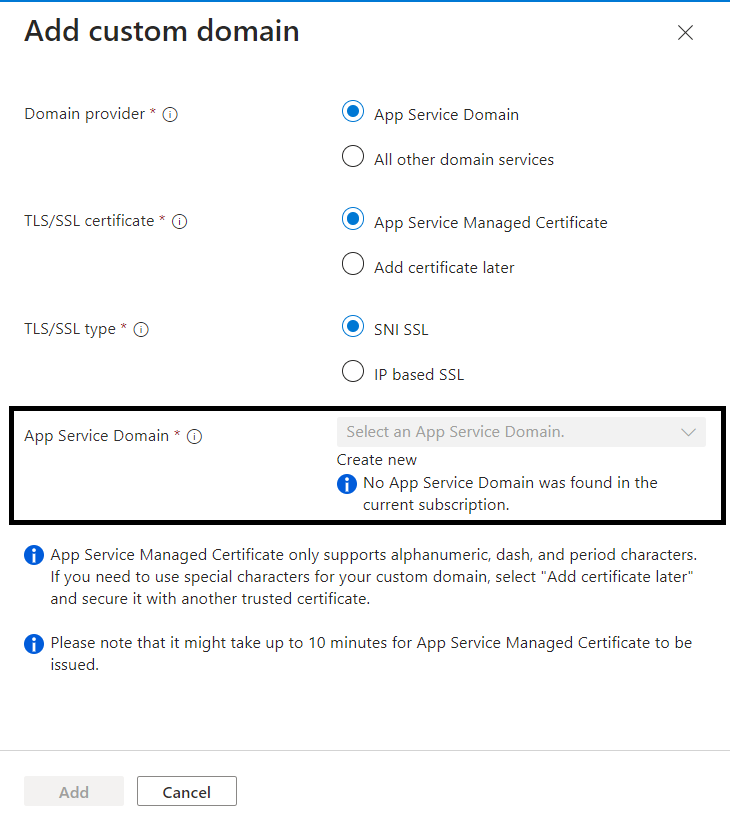 Add custom domain
Domain provider *
App Service Domain
All other domain services
TLS/SSL certificate *
App Service Managed Certificate
Add certificate later
TLS/SSL type *
SNI SSL
IP based SSL
App Service Domain *
Select an App Service Domain.
Create new
No App Service Domain was found in the
current subscription.
App Service Managed Certificate only supports alphanumeric, dash, and period characters.
If you need to use special characters for your custom domain, select "Add certificate later"
and secure it with another trusted certificate.
Please note that it might take up to 10 minutes for App Service Managed Certificate to be
issued.
Add
Cancel